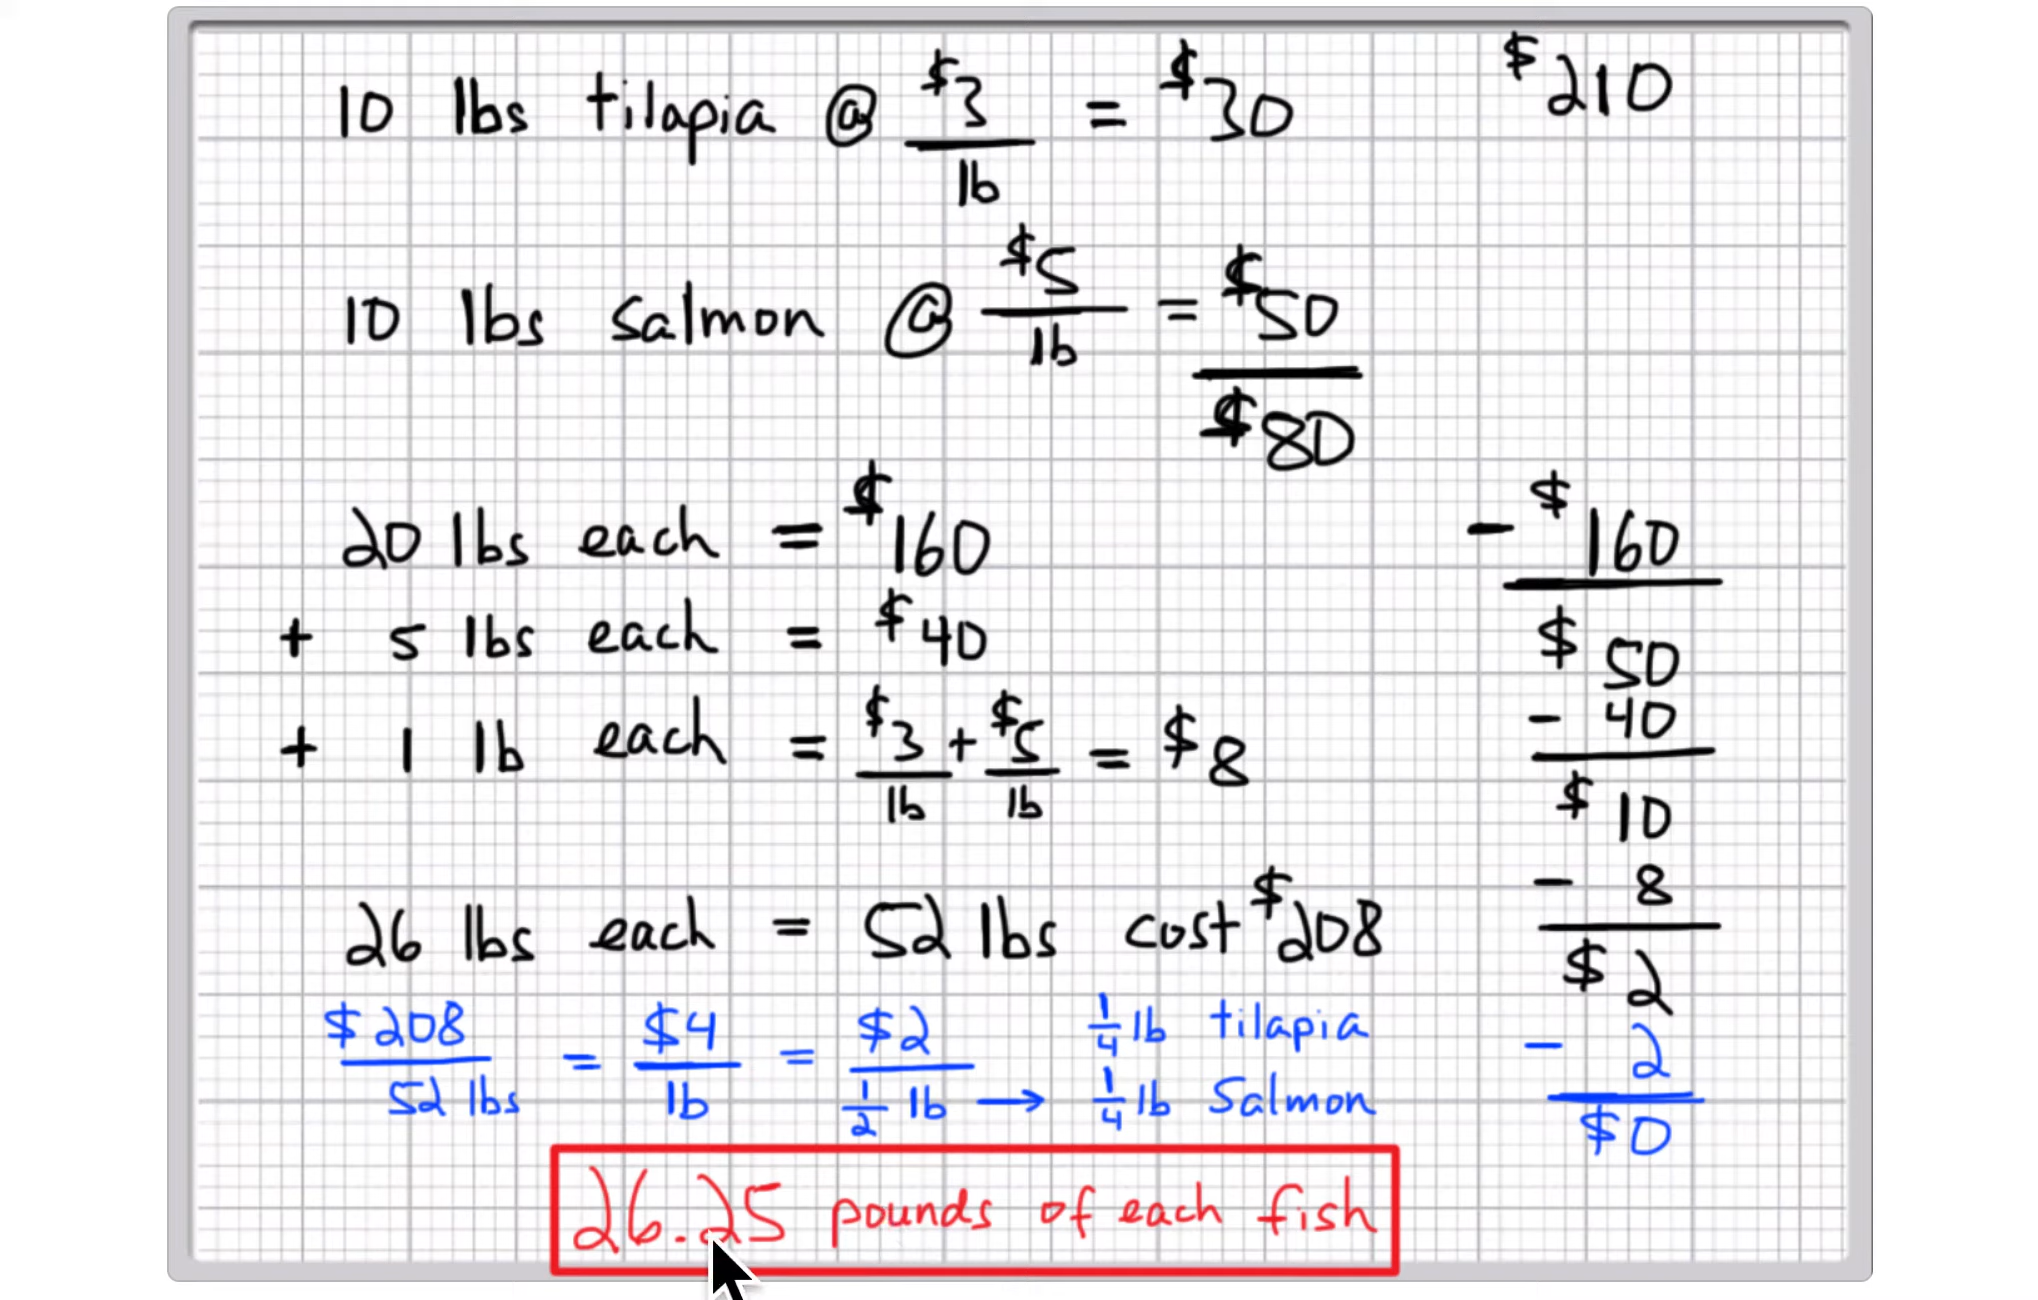 10 lbs tilapia @ $3/lb = $30 $210
10 lbs salmon @ $5/lb = $50
$80
20 lbs each = $160 - $160
+ 5 lbs each = $40 $50
- 40
+ 1 lb each = $3/lb + $5/lb = $8
$10
- 8
26 lbs each = 52 lbs cost $208
$2
$208/52 lbs = $4/lb = $2/½ lb → ¼ lb tilapia - 2
¼ lb Salmon $0
26.25 pounds of each fish